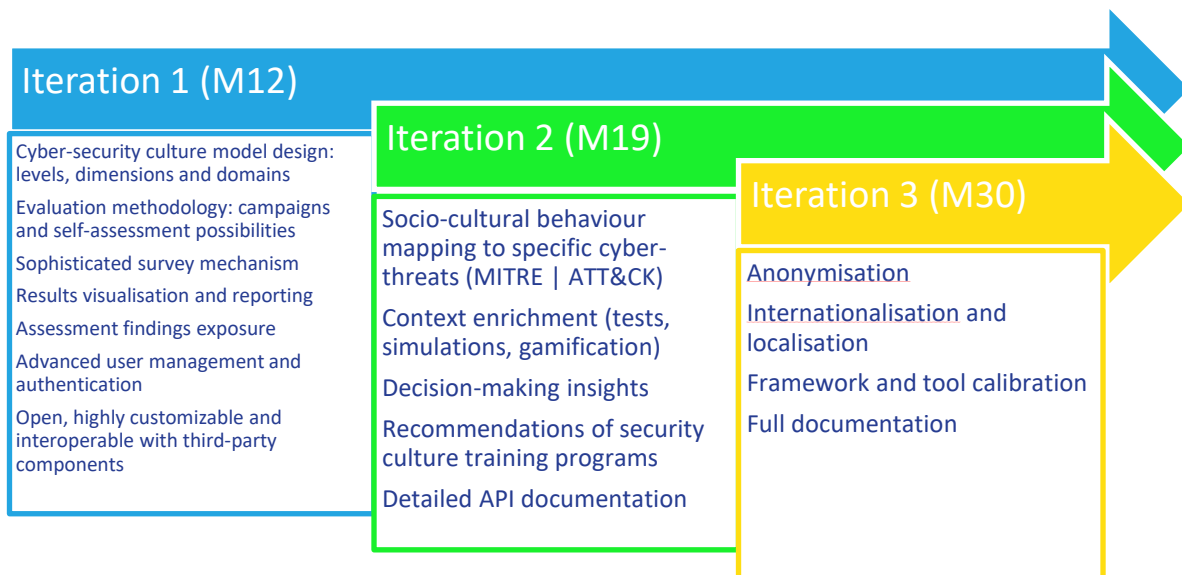 Iteration 1 (M12)
Cyber-security culture model design:
levels, dimensions and domains
Evaluation methodology: campaigns
and self-assessment possibilities
Sophisticated survey mechanism
Results visualisation and reporting
Assessment findings exposure
Advanced user management and
authentication
Open, highly customizable and
interoperable with third-party
components
Iteration 2 (M19)
Socio-cultural behaviour
mapping to specific cyber-
threats (MITRE | ATT&CK)
Context enrichment (tests,
simulations, gamification)
Decision-making insights
Recommendations of security
culture training programs
Detailed API documentation
Iteration 3 (M30)
Anonymisation
Internationalisation and
localisation
Framework and tool calibration
Full documentation